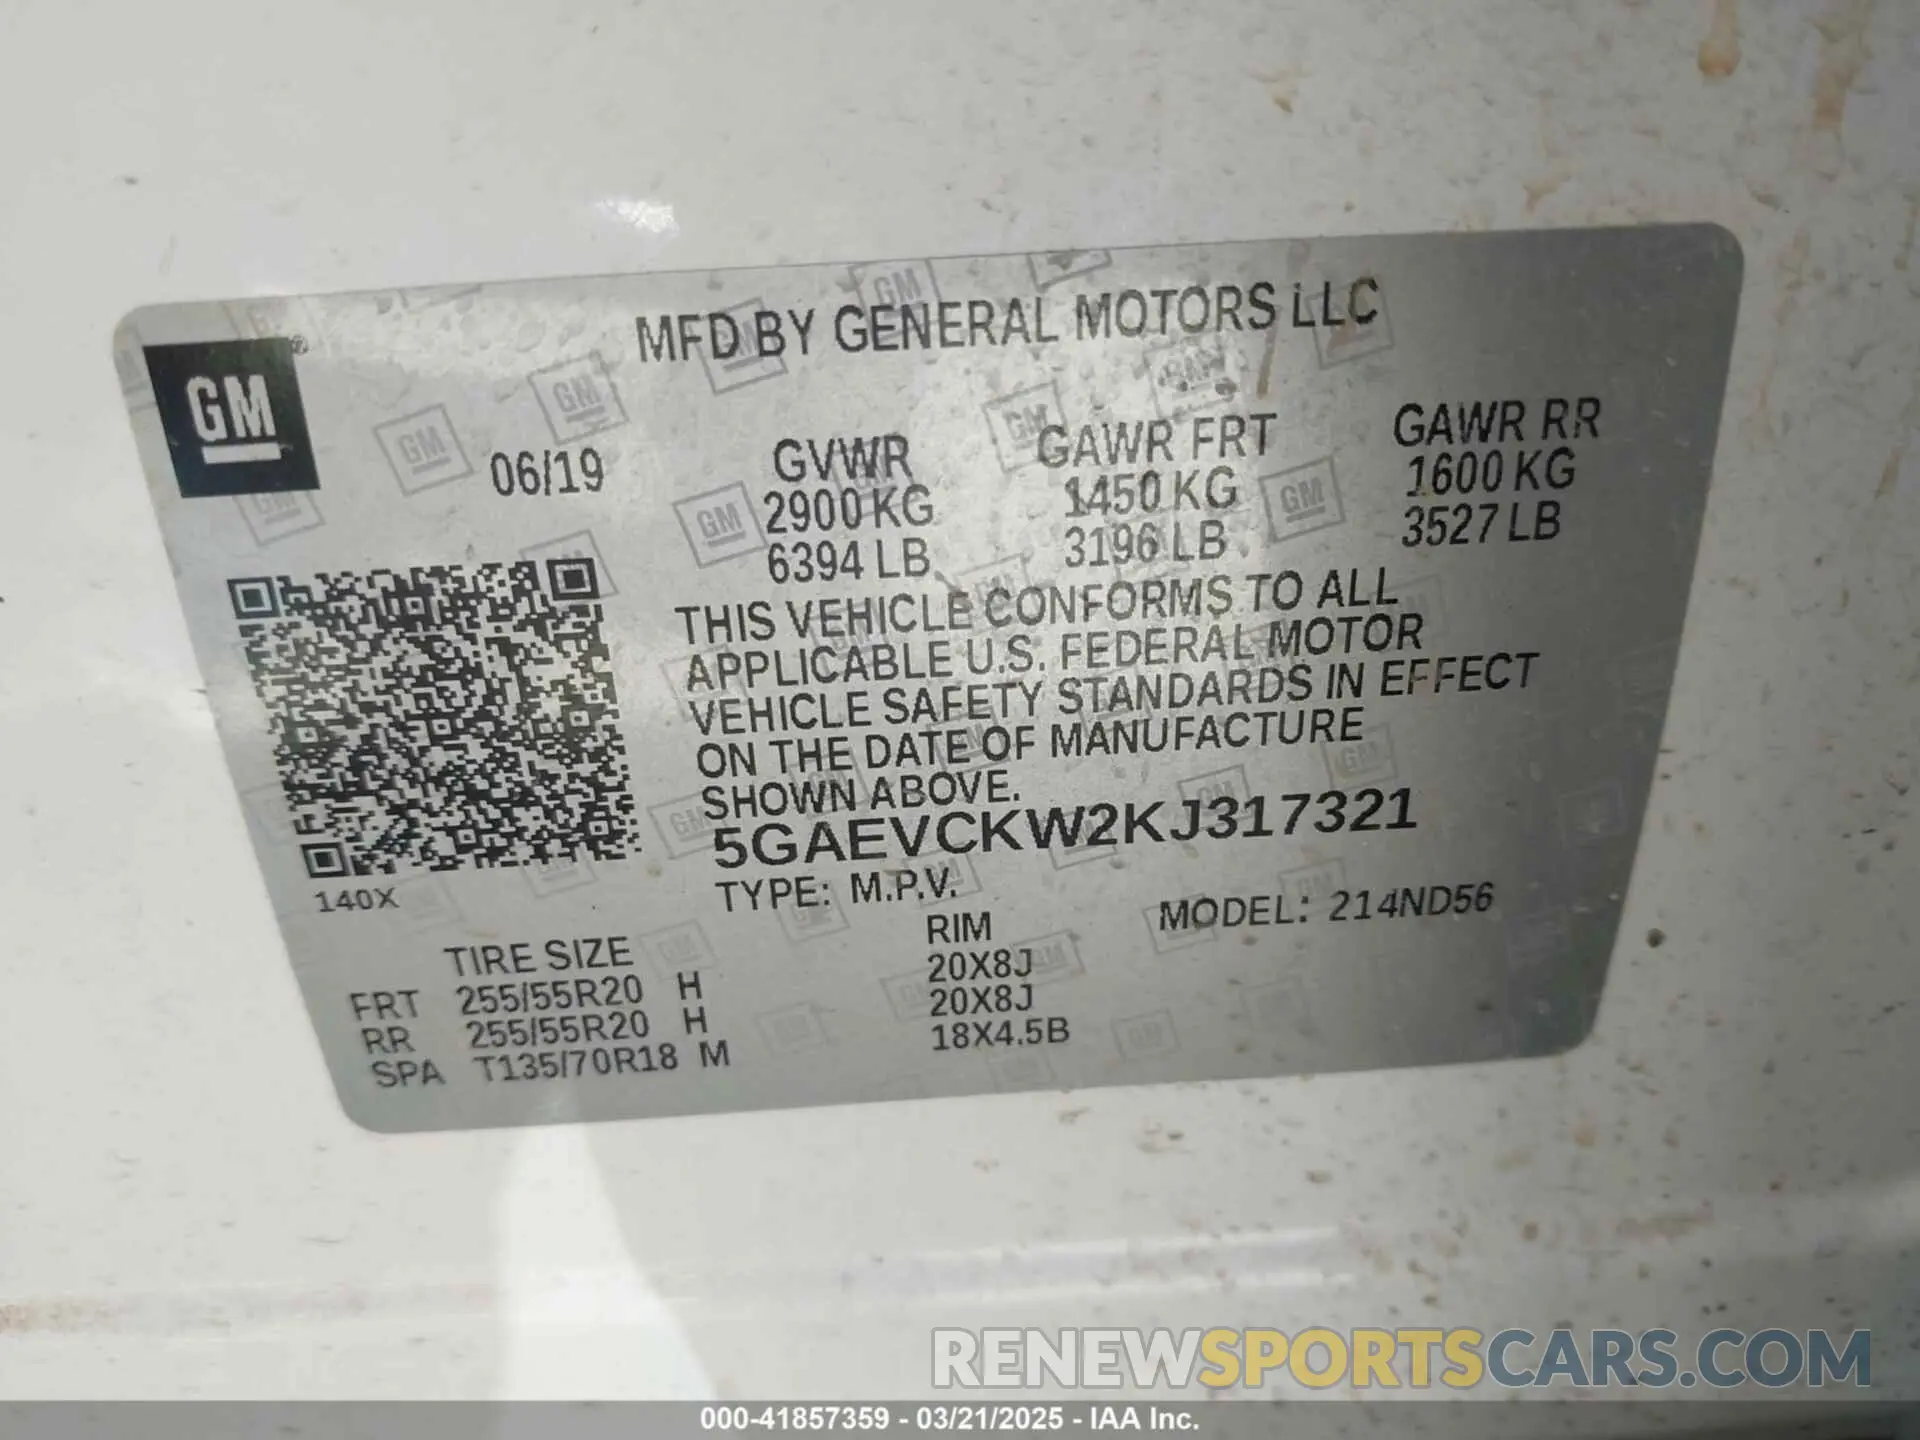 MFD BY GENERAL MOTORS LLC
GM®
06/19
GVWR GAWR FRT GAWR RR
2900 KG 1450 KG 1600 KG
6394 LB 3196 LB 3527 LB
THIS VEHICLE CONFORMS TO ALL
APPLICABLE U.S. FEDERAL MOTOR
VEHICLE SAFETY STANDARDS IN EFFECT
ON THE DATE OF MANUFACTURE
SHOWN ABOVE.
5GAEVCKW2KJ317321
140X
TYPE: M.P.V. MODEL: 214ND56
TIRE SIZE RIM
FRT 255/55R20 H 20X8J
RR 255/55R20 H 20X8J
SPA T135/70R18 M 18X4.5B
RENEWSPORTSCARS.COM
000-41857359 - 03/21/2025 - IAA Inc.